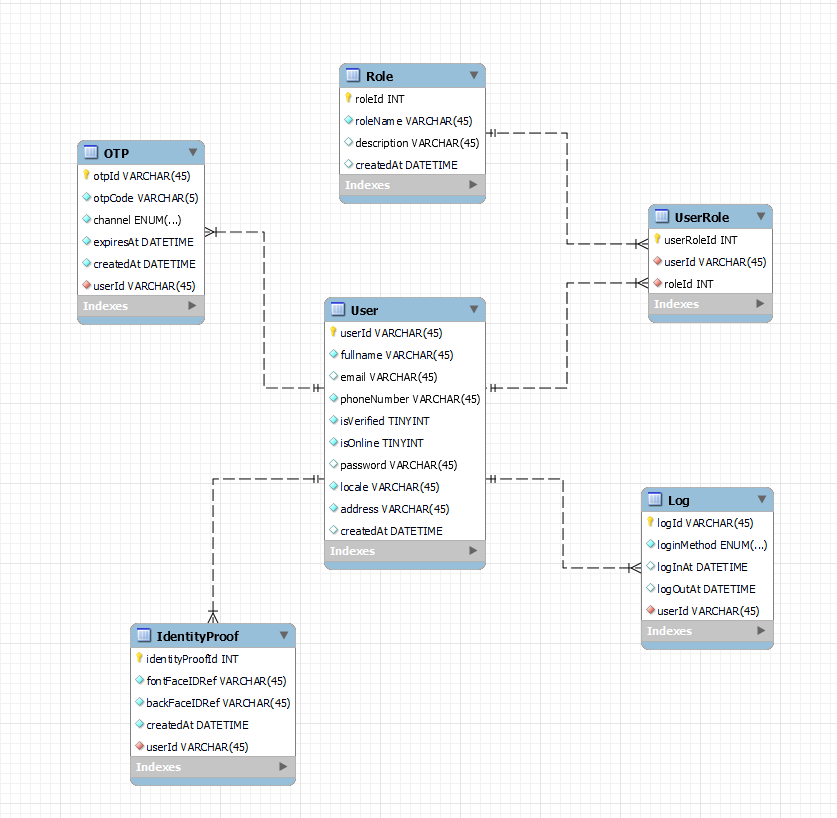 Role
roleId INT
roleName VARCHAR(45)
description VARCHAR(45)
createdAt DATETIME
Indexes
OTP
otpId VARCHAR(45)
otpCode VARCHAR(5)
channel ENUM(...)
expiresAt DATETIME
createdAt DATETIME
userId VARCHAR(45)
Indexes
UserRole
userRoleId INT
userId VARCHAR(45)
roleId INT
Indexes
User
userId VARCHAR(45)
fullname VARCHAR(45)
email VARCHAR(45)
phoneNumber VARCHAR(45)
isVerified TINYINT
isOnline TINYINT
password VARCHAR(45)
locale VARCHAR(45)
address VARCHAR(45)
createdAt DATETIME
Indexes
Log
logId VARCHAR(45)
loginMethod ENUM(...)
logInAt DATETIME
logOutAt DATETIME
userId VARCHAR(45)
Indexes
IdentityProof
identityProofId INT
fontFaceIDRef VARCHAR(45)
backFaceIDRef VARCHAR(45)
createdAt DATETIME
userId VARCHAR(45)
Indexes